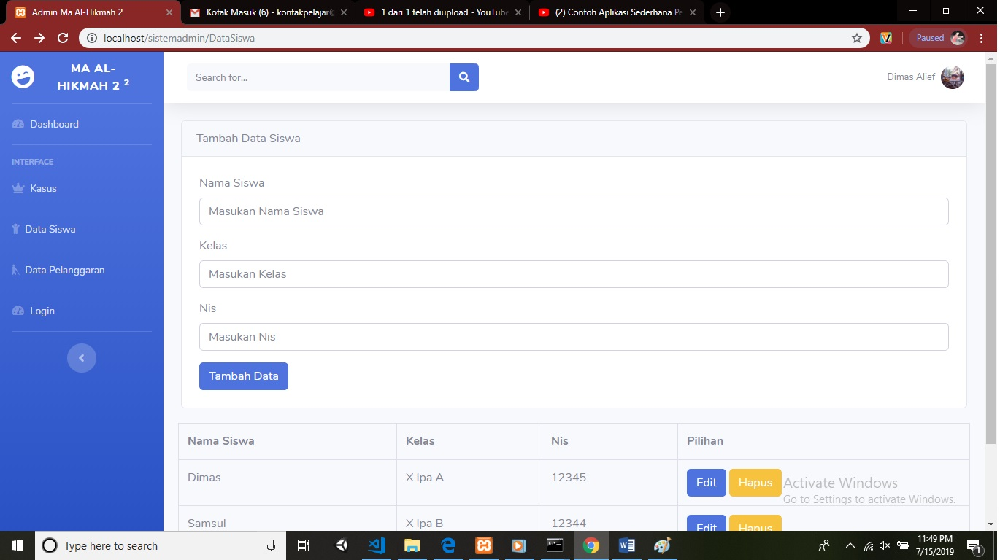 Admin Ma Al-Hikmah 2
Kotak Masuk (6) - kontakpelajar@
1 dari 1 telah diupload - YouTube
(2) Contoh Aplikasi Sederhana Pe
localhost/sistemadmin/DataSiswa
Paused
MA AL-
HIKMAH 2 2
Search for...
Dimas Alief
Dashboard
INTERFACE
Kasus
Data Siswa
Data Pelanggaran
Login
Tambah Data Siswa
Nama Siswa
Masukan Nama Siswa
Kelas
Masukan Kelas
Nis
Masukan Nis
Tambah Data
Nama Siswa Kelas Nis Pilihan
Dimas X Ipa A 12345 Edit Hapus
Samsul X Ipa B 12344 Edit Hapus
Activate Windows
Go to Settings to activate Windows.
Type here to search
11:49 PM
7/15/2019
1